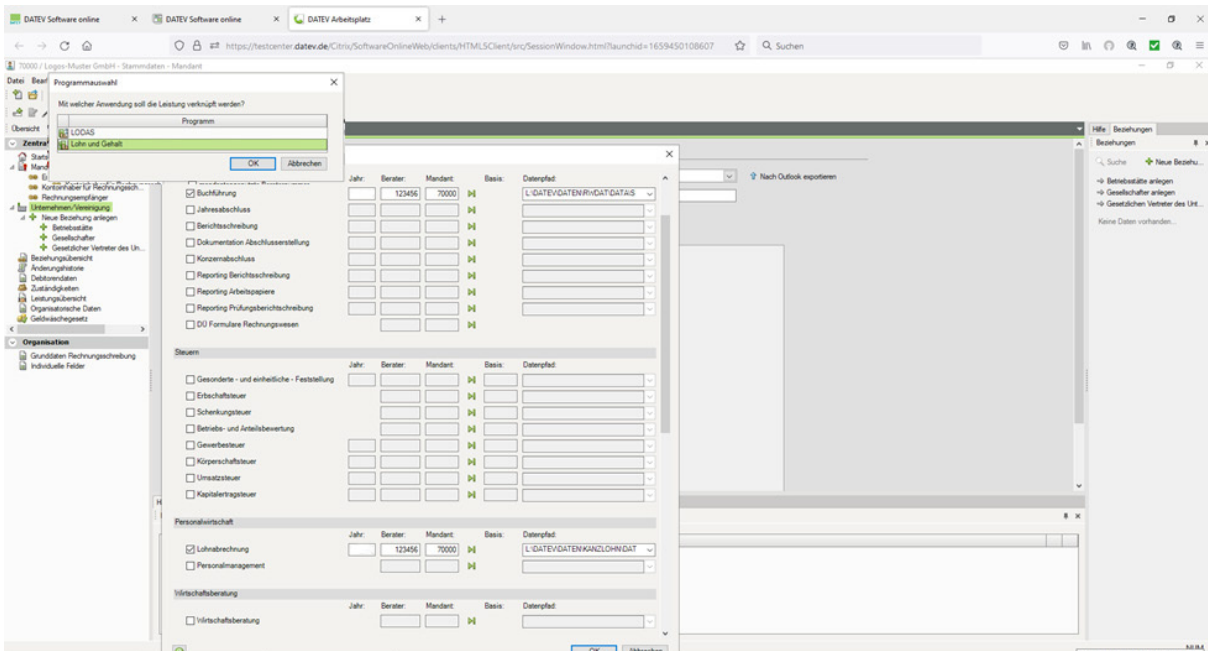 DATEV Software online
DATEV Software online
DATEV Arbeitsplatz
https://testcenter.datev.de/Citrix/SoftwareOnlineWeb/clients/HTML5Client/src/SessionWindow.html?launchid=1659450108607
Suchen
70000 / Logos-Muster GmbH - Stammdaten - Mandant
Datei
Programmauswahl
Mit welcher Anwendung soll die Leistung verknüpft werden?
Programm
LODAS
Lohn und Gehalt
OK Abbrechen
Übersicht
Kontoinhaber für Rechnungssch...
Rechnungsempfänger
Unternehmen/Vereinigung
Neue Beziehung anlegen
Betriebsstätte
Gesellschafter
Gesetzlicher Vertreter des Un...
Beziehungsübersicht
Änderungshistorie
Debitorendaten
Zuständigkeiten
Leistungsübersicht
Organisatorische Daten
Geldwäschegesetz
Organisation
Grunddaten Rechnungsschreibung
Individuelle Felder
Jahr: Berater: Mandant: Basis: Datenpfad:
Buchführung 123456 70000 L:\DATEV\DATEN\RWDAT\DATA\S
Jahresabschluss
Berichtsschreibung
Dokumentation Abschlusserstellung
Konzernabschluss
Reporting Berichtsschreibung
Reporting Arbeitspapiere
Reporting Prüfungsberichtschreibung
DÜ Formulare Rechnungswesen
Steuern
Jahr: Berater: Mandant: Basis: Datenpfad:
Gesonderte - und einheitliche - Feststellung
Erbschaftsteuer
Schenkungsteuer
Betriebs- und Anteilsbewertung
Gewerbesteuer
Körperschaftsteuer
Umsatzsteuer
Kapitalertragsteuer
Personalwirtschaft
Jahr: Berater: Mandant: Basis: Datenpfad:
Lohnabrechnung 123456 70000 L:\DATEV\DATEN\KANZLOHN\DAT
Personalmanagement
Wirtschaftsberatung
Jahr: Berater: Mandant: Basis: Datenpfad:
Wirtschaftsberatung
OK Abbrechen
Nach Outlook exportieren
Hilfe Beziehungen
Beziehungen
Suche Neue Beziehu...
Betriebsstätte anlegen
Gesellschafter anlegen
Gesetzlichen Vertreter des Unt...
Keine Daten vorhanden...